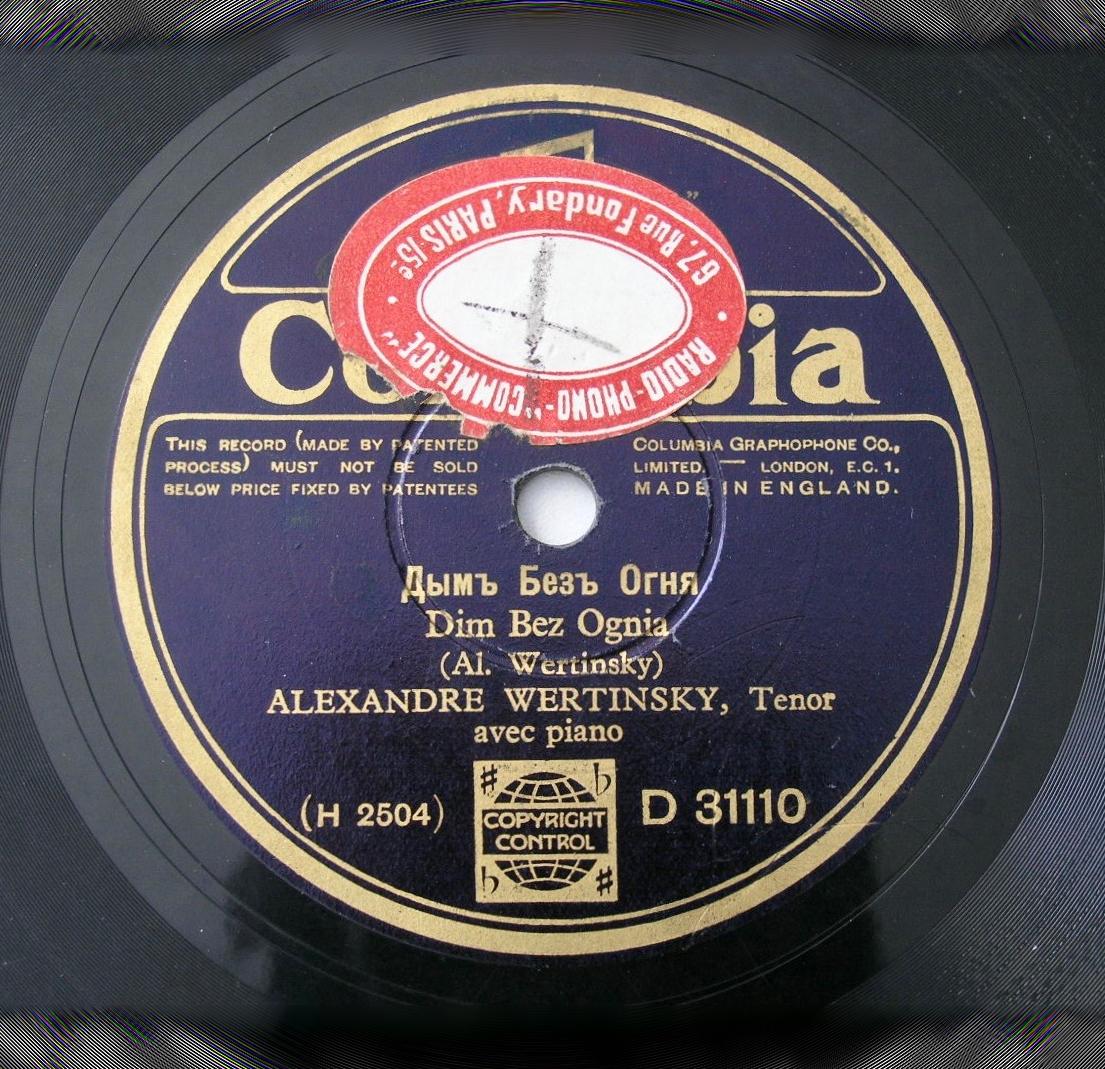 67, Rue Fondary, PARIS-15e
RADIO-PHONO-"COMMERCE"
Co bia
THIS RECORD (MADE BY PATENTED
PROCESS) MUST NOT BE SOLD
BELOW PRICE FIXED BY PATENTEES
COLUMBIA GRAPHOPHONE CO.,
LIMITED, — LONDON, E.C.1.
MADE IN ENGLAND.
Дымъ Безъ Огня
Dim Bez Ognia
(Al. Wertinsky)
ALEXANDRE WERTINSKY, Tenor
avec piano
(H 2504)
COPYRIGHT
CONTROL
D 31110